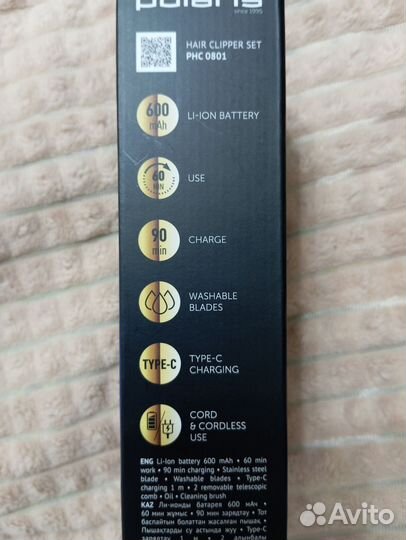 polaris
since 1995
HAIR CLIPPER SET
PHC 0801
600
mAh
LI-ION BATTERY
60
MIN
USE
90
min
CHARGE
WASHABLE
BLADES
TYPE-C
TYPE-C
CHARGING
CORD
& CORDLESS
USE
ENG Li-Ion battery 600 mAh • 60 min
work • 90 min charging • Stainless steel
blade • Washable blades • Type-C
charging 1 m • 2 removable telescopic
comb • Oil • Cleaning brush
KAZ Ли-ионды батарея 600 мАч •
60 мин жұмыс • 90 мин зарядтау • Тот
баспайтын болаттан жасалған пышақ •
Пышақтарды су астында жуу • Type-C
зарядтау 1 м • 2 алынбалы
Avito